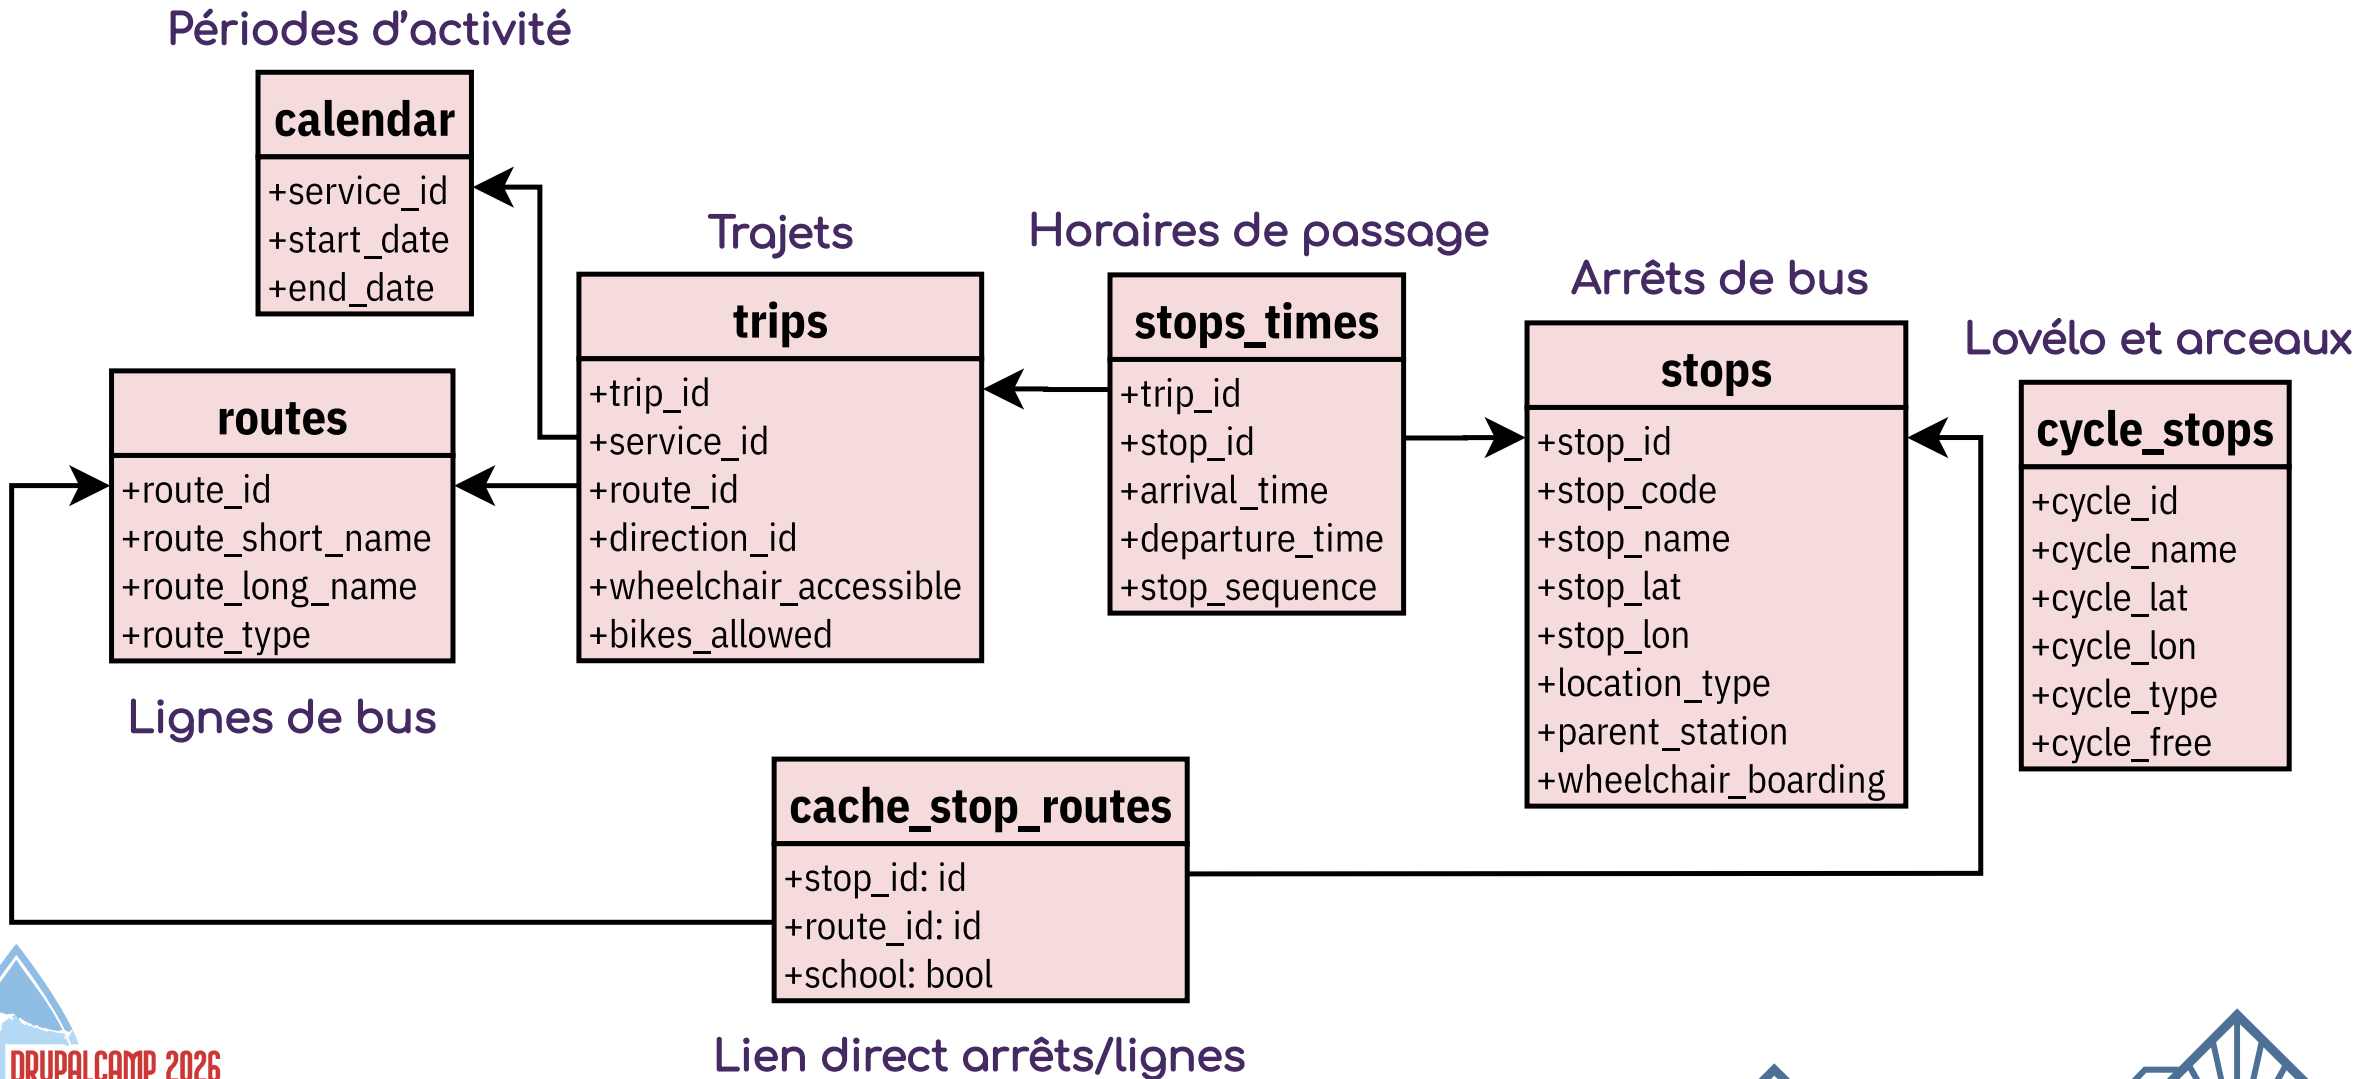 Périodes d'activité
calendar
+service_id
+start_date
+end_date
routes
+route_id
+route_short_name
+route_long_name
+route_type
Lignes de bus
Trajets
trips
+trip_id
+service_id
+route_id
+direction_id
+wheelchair_accessible
+bikes_allowed
Horaires de passage
stops_times
+trip_id
+stop_id
+arrival_time
+departure_time
+stop_sequence
Arrêts de bus
stops
+stop_id
+stop_code
+stop_name
+stop_lat
+stop_lon
+location_type
+parent_station
+wheelchair_boarding
Lovélo et arceaux
cycle_stops
+cycle_id
+cycle_name
+cycle_lat
+cycle_lon
+cycle_type
+cycle_free
cache_stop_routes
+stop_id: id
+route_id: id
+school: bool
Lien direct arrêts/lignes
DRUPALCAMP 2026